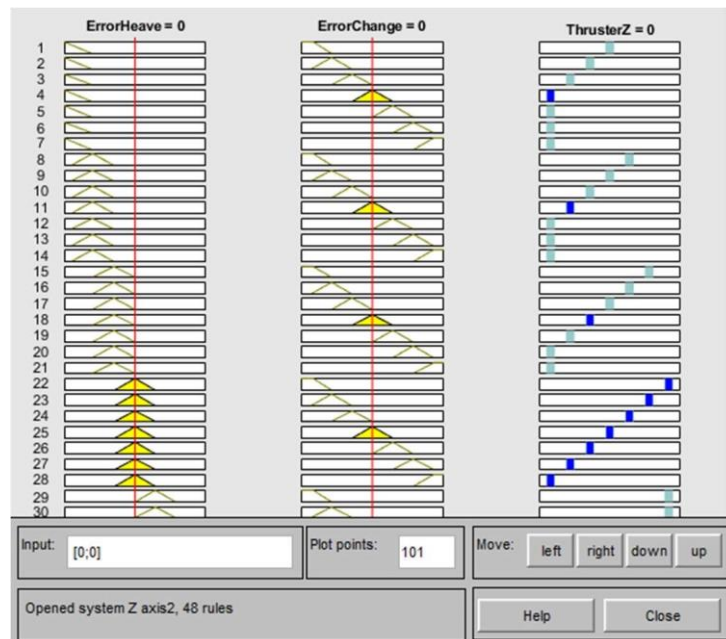 ErrorHeave = 0
ErrorChange = 0
ThrusterZ = 0
1
2
3
4
5
6
7
8
9
10
11
12
13
14
15
16
17
18
19
20
21
22
23
24
25
26
27
28
29
30
Input:
[0;0]
Plot points:
101
Move:
left
right
down
up
Opened system Z axis2, 48 rules
Help
Close